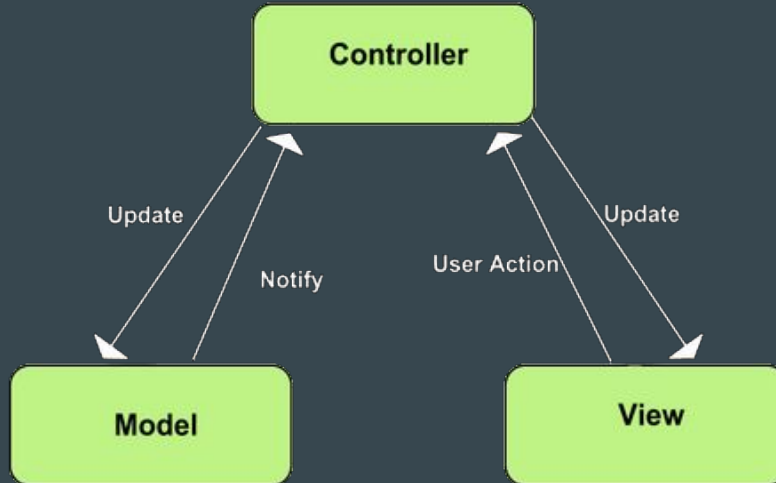 Controller
Update
Update
User Action
Notify
Model
View